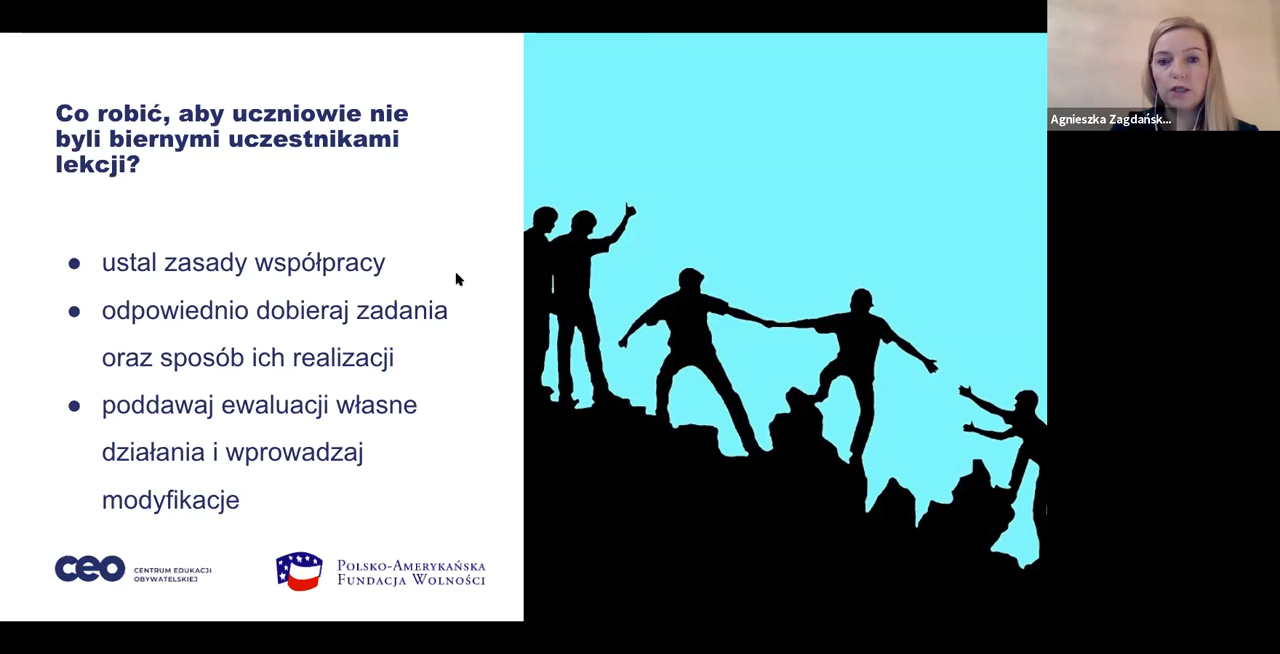 Co robić, aby uczniowie nie
byli biernymi uczestnikami
lekcji?
● ustal zasady współpracy
● odpowiednio dobieraj zadania
oraz sposób ich realizacji
● poddawaj ewaluacji własne
działania i wprowadzaj
modyfikacje
ceo CENTRUM EDUKACJI
OBYWATELSKIEJ
POLSKO-AMERYKAŃSKA
FUNDACJA WOLNOŚCI
Agnieszka Zagdańsk...